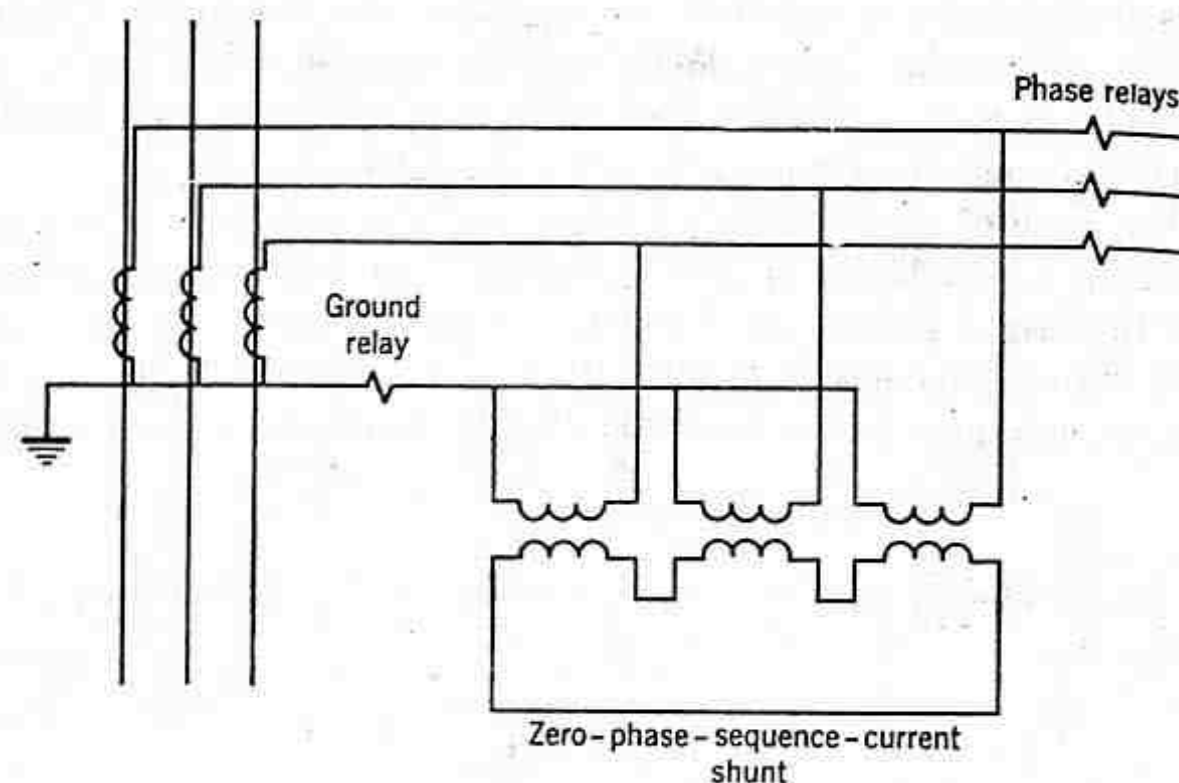 Phase relays
Ground
relay
Zero-phase-sequence-current
shunt